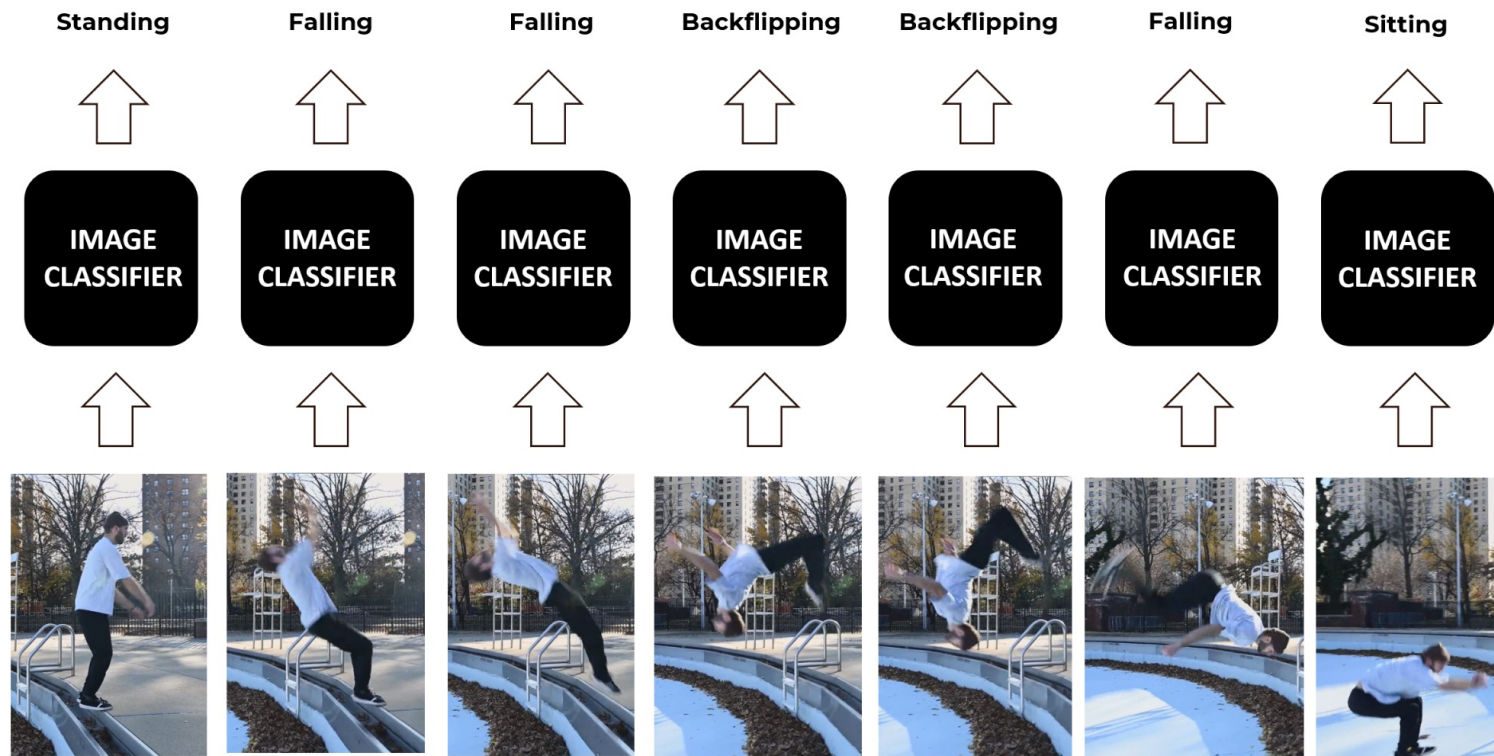 Standing
Falling
Falling
Backflipping
Backflipping
Falling
Sitting
IMAGE
CLASSIFIER
IMAGE
CLASSIFIER
IMAGE
CLASSIFIER
IMAGE
CLASSIFIER
IMAGE
CLASSIFIER
IMAGE
CLASSIFIER
IMAGE
CLASSIFIER